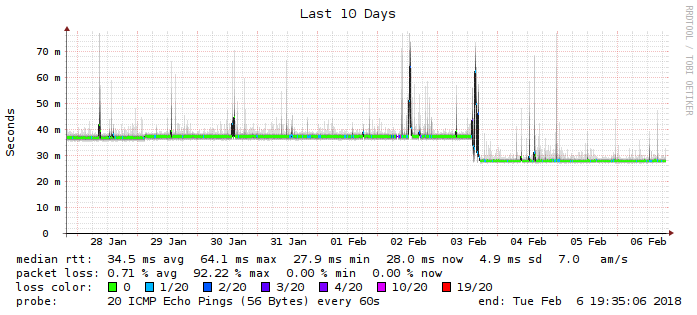 Last 10 Days
RRDTOOL / TOBI OETIKER
Seconds
70 m
60 m
50 m
40 m
30 m
20 m
10 m
0
28 Jan 29 Jan 30 Jan 31 Jan 01 Feb 02 Feb 03 Feb 04 Feb 05 Feb 06 Feb
median rtt: 34.5 ms avg 64.1 ms max 27.9 ms min 28.0 ms now 4.9 ms sd 7.0 am/s
packet loss: 0.71 % avg 92.22 % max 0.00 % min 0.00 % now
loss color: 0 1/20 2/20 3/20 4/20 10/20 19/20
probe: 20 ICMP Echo Pings (56 Bytes) every 60s end: Tue Feb 6 19:35:06 2018